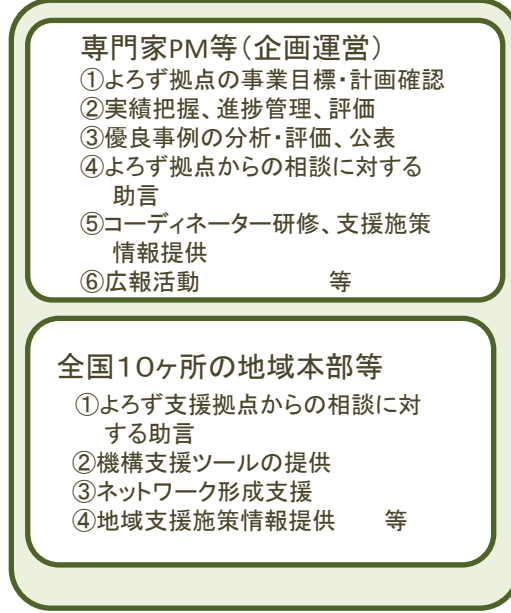 専門家PM等(企画運営)
①よろず拠点の事業目標・計画確認
②実績把握、進捗管理、評価
③優良事例の分析・評価、公表
④よろず拠点からの相談に対する
助言
⑤コーディネーター研修、支援施策
情報提供
⑥広報活動　　　　　等
全国10ヶ所の地域本部等
①よろず支援拠点からの相談に対
する助言
②機構支援ツールの提供
③ネットワーク形成支援
④地域支援施策情報提供　　等